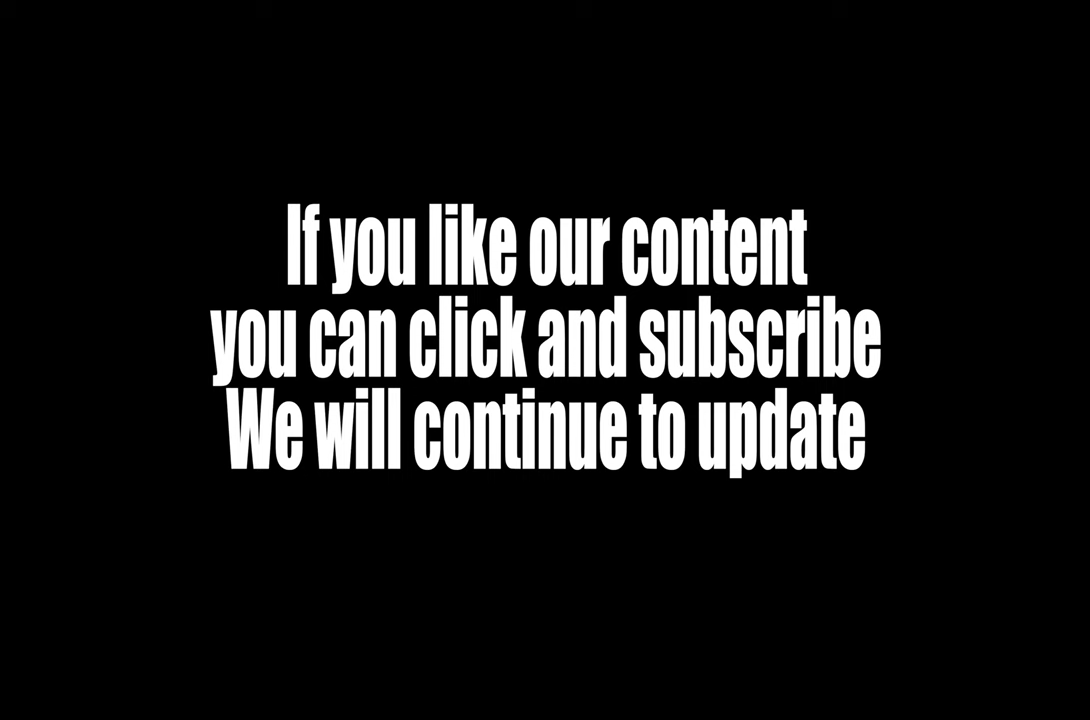 If you like our content
you can click and subscribe
We will continue to update